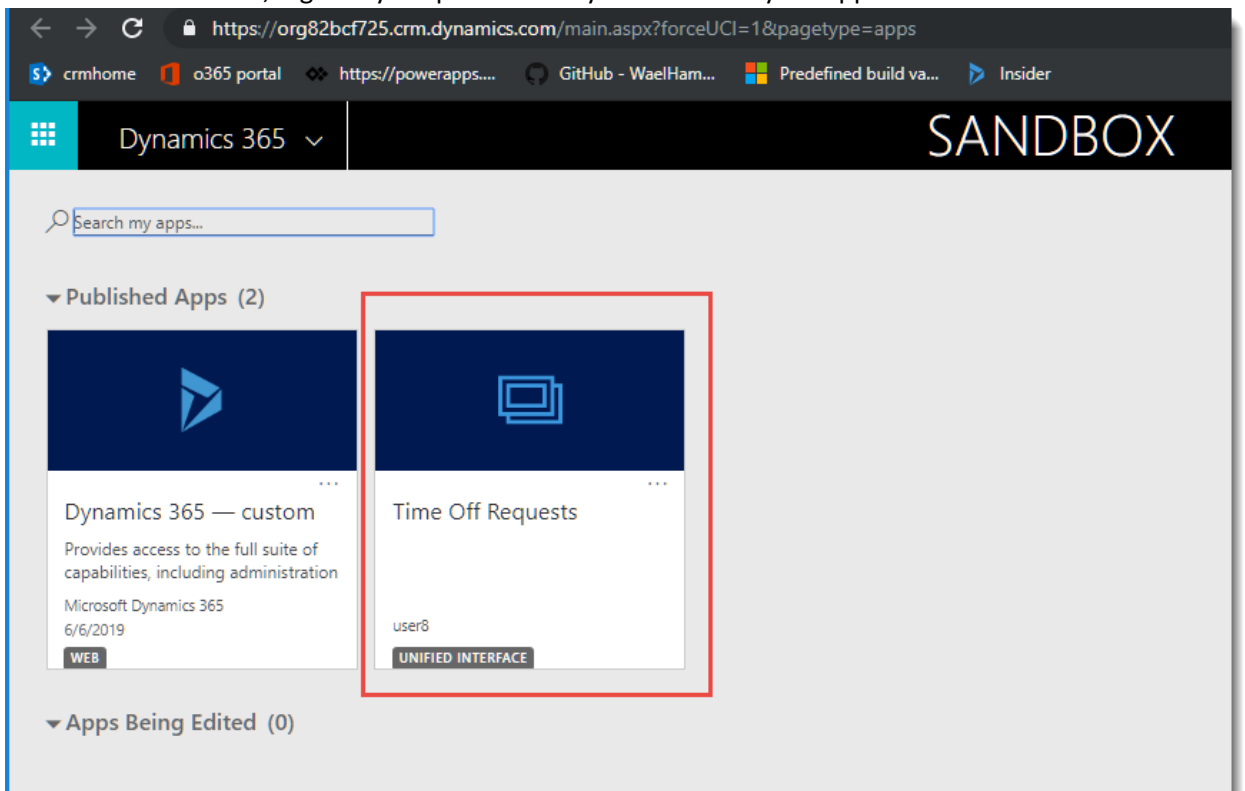 https://org82bcf725.crm.dynamics.com/main.aspx?forceUCI=1&pagetype=apps
crmhome o365 portal https://powerapps.... GitHub - WaelHam... Predefined build va... Insider
Dynamics 365 SANDBOX
Search my apps...
Published Apps (2)
...
Dynamics 365 — custom
Provides access to the full suite of
capabilities, including administration
Microsoft Dynamics 365
6/6/2019
WEB
...
Time Off Requests
user8
UNIFIED INTERFACE
Apps Being Edited (0)